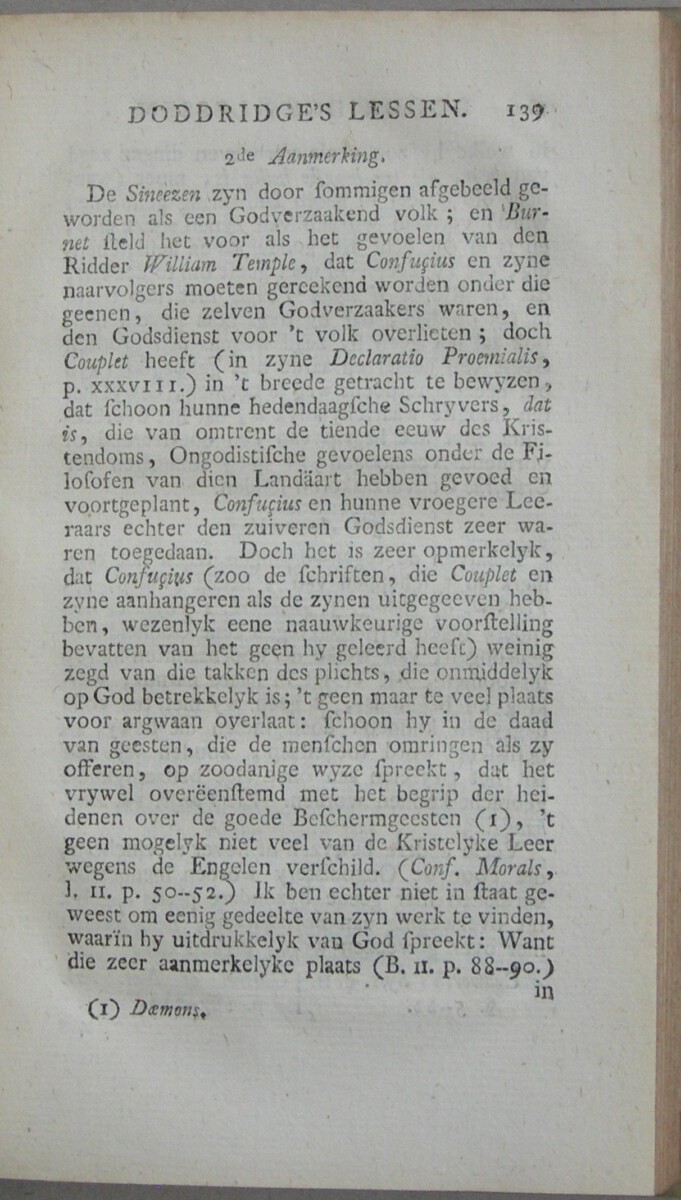 DODDRIDGE'S LESSEN. 139
2de Aanmerking.
De Sineezen zyn door ſommigen afgebeeld ge-
worden als een Godverzaakend volk; en Bur-
net ſteld het voor als het gevoelen van den
Ridder William Temple, dat Confuçius en zyne
naarvolgers moeten gereekend worden onder die
geenen, die zelven Godverzaakers waren, en
den Godsdienst voor 't volk overlieten; doch
Couplet heeft (in zyne Declaratio Proemialis,
p. XXXVIII.) in 't breede getracht te bewyzen,
dat ſchoon hunne hedendaagſche Schryvers, dat
is, die van omtrent de tiende eeuw des Kris-
tendoms, Ongodistiſche gevoelens onder de Fi-
loſofen van dien Landäart hebben gevoed en
voortgeplant, Confuçius en hunne vroegere Lee-
raars echter den zuiveren Godsdienst zeer wa-
ren toegedaan. Doch het is zeer opmerkelyk,
dat Confuçius (zoo de ſchriften, die Couplet en
zyne aanhangeren als de zynen uitgegeeven heb-
ben, wezenlyk eene naauwkeurige voorſtelling
bevatten van het geen hy geleerd heeft) weinig
zegd van die takken des plichts, die onmiddelyk
op God betrekkelyk is; 't geen maar te veel plaats
voor argwaan overlaat: ſchoon hy in de daad
van geesten, die de menſchen omringen als zy
offeren, op zoodanige wyze ſpreekt, dat het
vrywel overëenſtemd met het begrip der hei-
denen over de goede Beſchermgeesten (1), 't
geen mogelyk niet veel van de Kristelyke Leer
wegens de Engelen verſchild. (Conf. Morals,
l. II. p. 50--52.) Ik ben echter niet in ſtaat ge-
weest om eenig gedeelte van zyn werk te vinden,
waarïn hy uitdrukkelyk van God ſpreekt: Want
die zeer aanmerkelyke plaats (B. II. p. 88--90.)
in
(1) Dæmons.